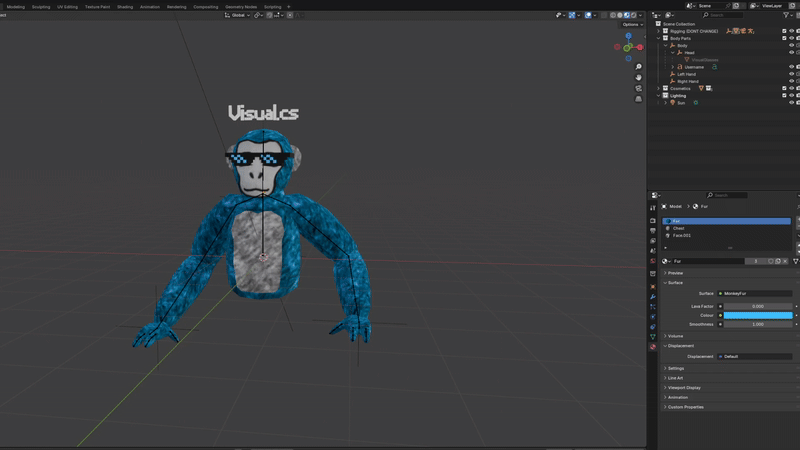 Modeling Sculpting UV Editing Texture Paint Shading Animation Rendering Compositing Geometry Nodes Scripting +
Scene
ViewLayer
Global
Options
Search
Scene Collection
Rigging (DONT CHANGE)
Body Parts
Body
Head
Username
Left Hand
Right Hand
Cosmetics
Lighting
Sun
Visual.cs
Search
Model > Fur
Fur
Chest
Face.001
Fur
Preview
Surface
Surface MonkeyFur
Lava Factor 0.000
Colour
Smoothness 1.000
Volume
Displacement
Displacement Default
Settings
Line Art
Viewport Display
Animation
Custom Properties